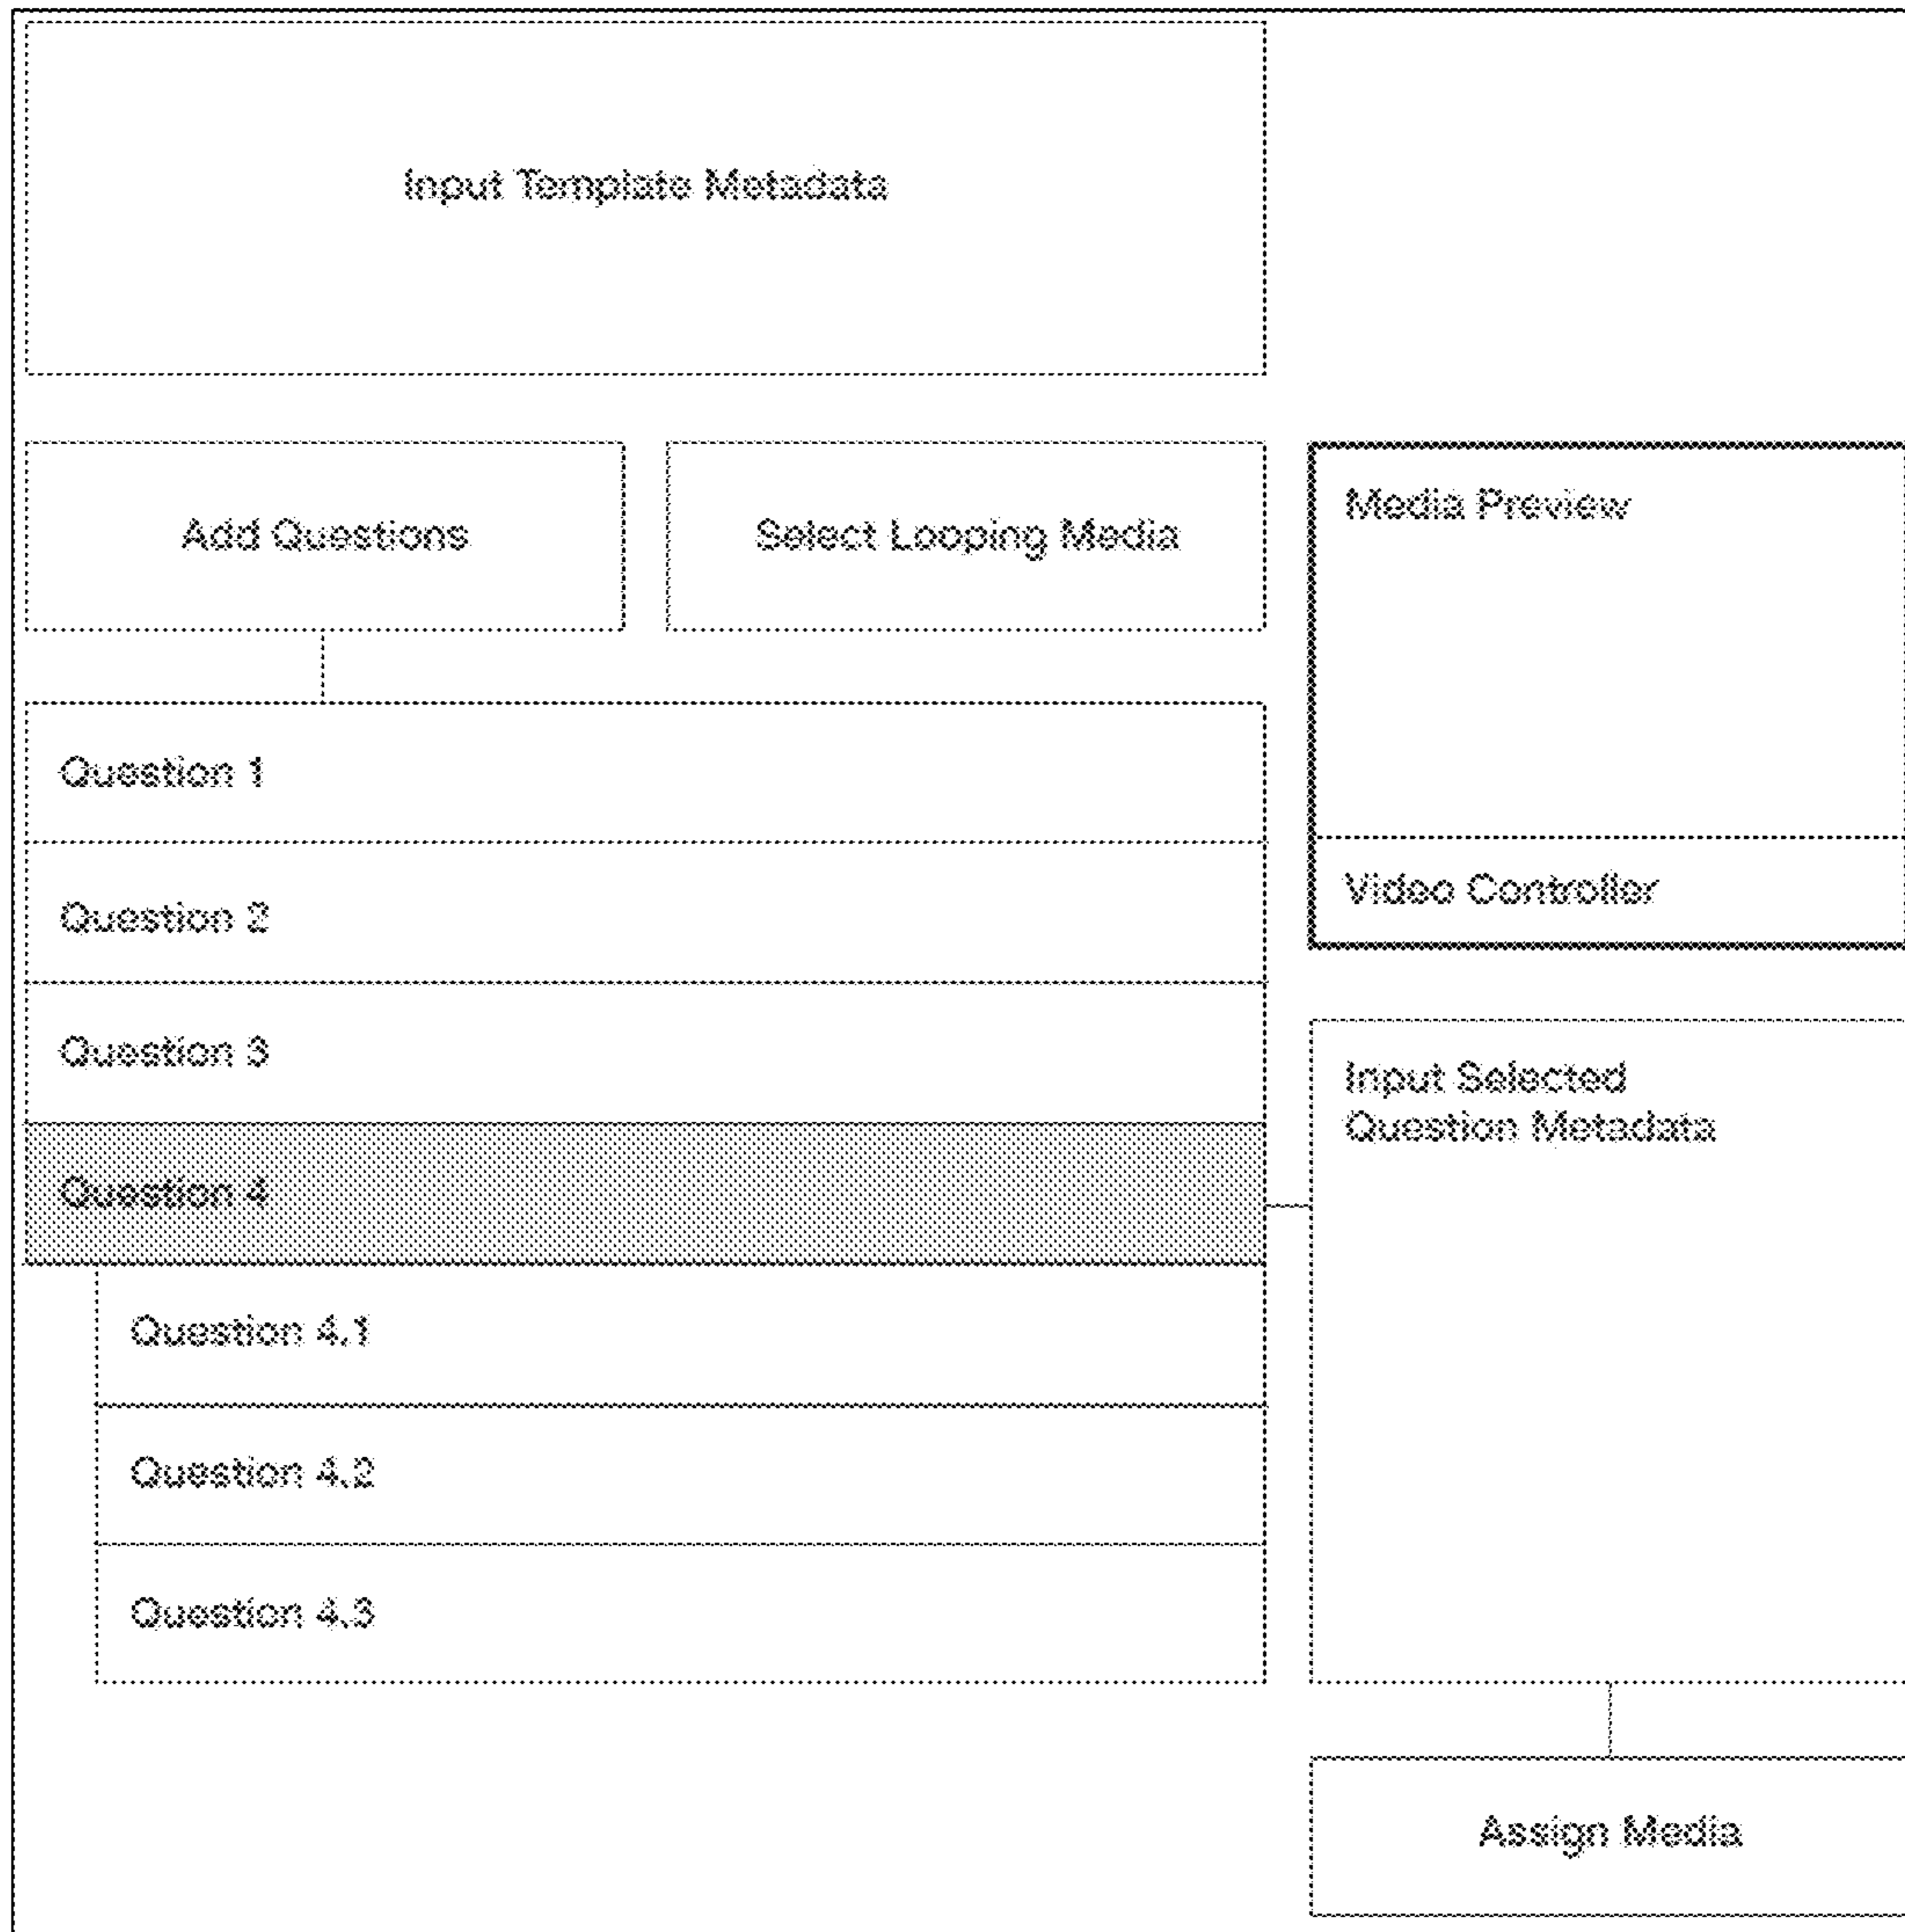 Input Template Metadata
Add Questions
Select Looping Media
Media Preview
Video Controller
Question 1
Question 2
Question 3
Question 4
Question 4.1
Question 4.2
Question 4.3
Input Selected
Question Metadata
Assign Media